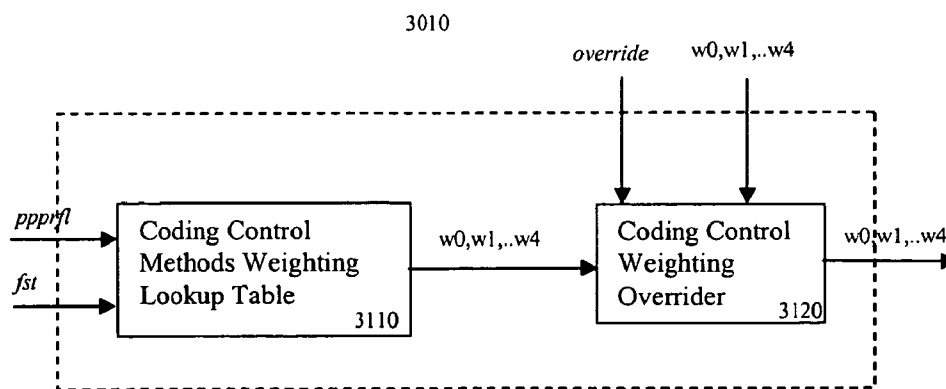 3010
override
w0,w1,..w4
ppprfl
fst
Coding Control
Methods Weighting
Lookup Table
3110
w0,w1,..w4
Coding Control
Weighting
Overrider
3120
w0,w1,..w4